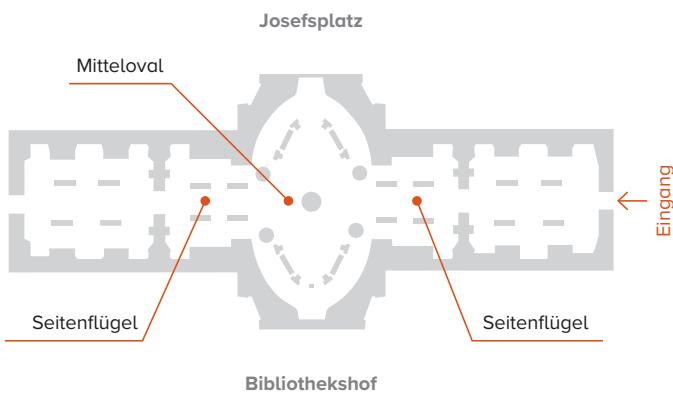 Josefsplatz
Mitteloval
Eingang
Seitenflügel
Seitenflügel
Bibliothekshof